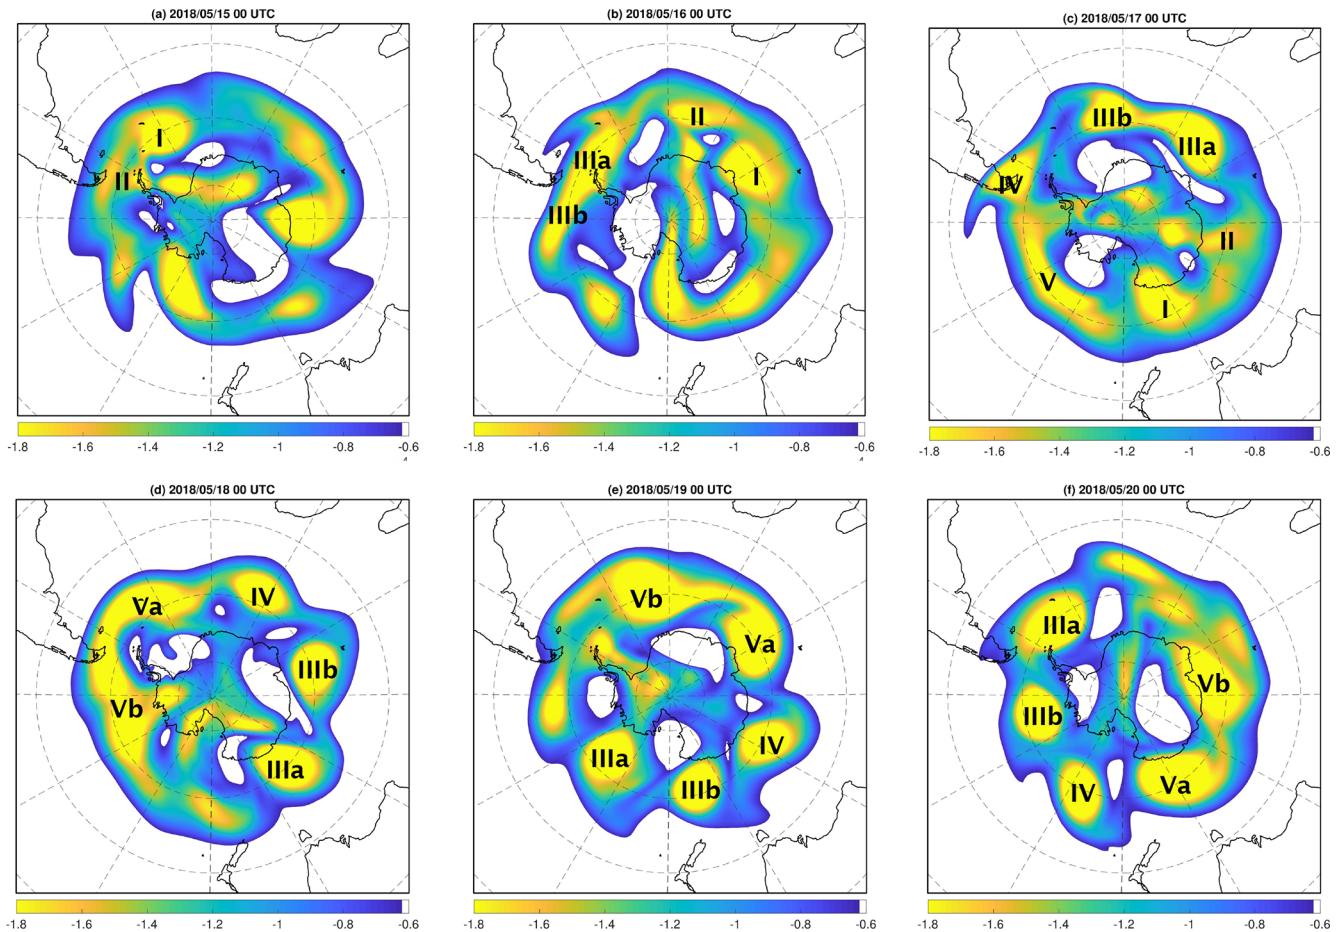 (a) 2018/05/15 00 UTC
(b) 2018/05/16 00 UTC
(c) 2018/05/17 00 UTC
I
II
-1.8 -1.6 -1.4 -1.2 -1 -0.8 -0.6
II
IIIa
I
IIIb
-1.8 -1.6 -1.4 -1.2 -1 -0.8 -0.6
IIIb
IIIa
IV
II
V
I
-1.8 -1.6 -1.4 -1.2 -1 -0.8 -0.6
(d) 2018/05/18 00 UTC
(e) 2018/05/19 00 UTC
(f) 2018/05/20 00 UTC
Va
IV
IIIb
Vb
IIIa
-1.8 -1.6 -1.4 -1.2 -1 -0.8 -0.6
Vb
Va
IV
IIIa
IIIb
-1.8 -1.6 -1.4 -1.2 -1 -0.8 -0.6
IIIa
Vb
IIIb
IV
Va
-1.8 -1.6 -1.4 -1.2 -1 -0.8 -0.6